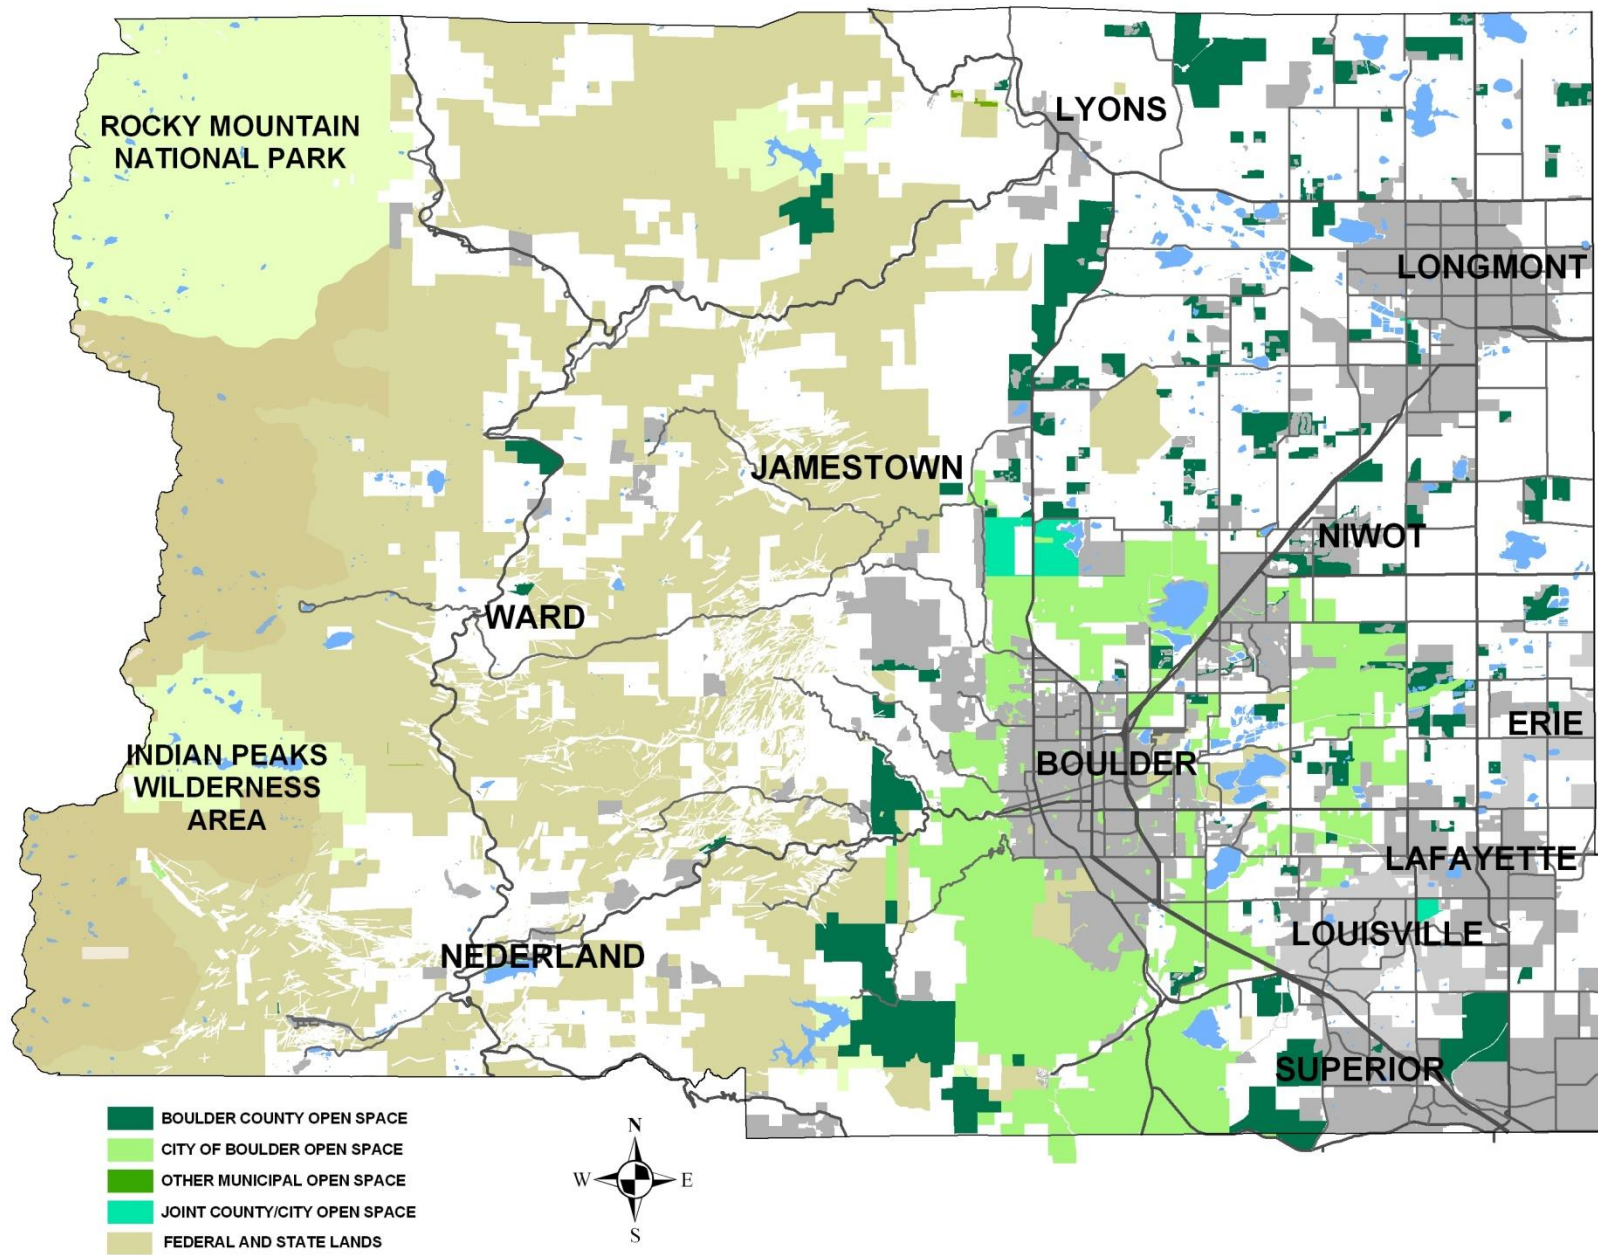 LYONS
ROCKY MOUNTAIN
NATIONAL PARK
LONGMONT
JAMESTOWN
NIWOT
WARD
ERIE
INDIAN PEAKS
WILDERNESS
AREA
BOULDER
LAFAYETTE
LOUISVILLE
NEDERLAND
SUPERIOR
BOULDER COUNTY OPEN SPACE
CITY OF BOULDER OPEN SPACE
OTHER MUNICIPAL OPEN SPACE
JOINT COUNTY/CITY OPEN SPACE
FEDERAL AND STATE LANDS
N
W E
S